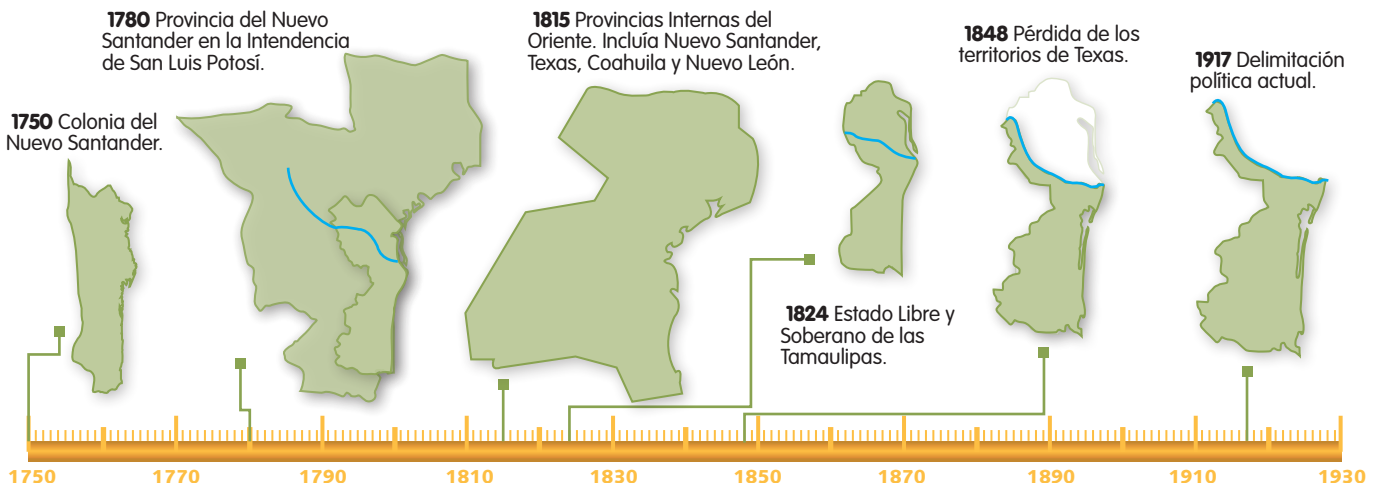 1750 Colonia del
Nuevo Santander.
1780 Provincia del Nuevo
Santander en la Intendencia
de San Luis Potosí.
1815 Provincias Internas del
Oriente. Incluía Nuevo Santander,
Texas, Coahuila y Nuevo León.
1824 Estado Libre y
Soberano de las
Tamaulipas.
1848 Pérdida de los
territorios de Texas.
1917 Delimitación
política actual.
1750 1770 1790 1810 1830 1850 1870 1890 1910 1930